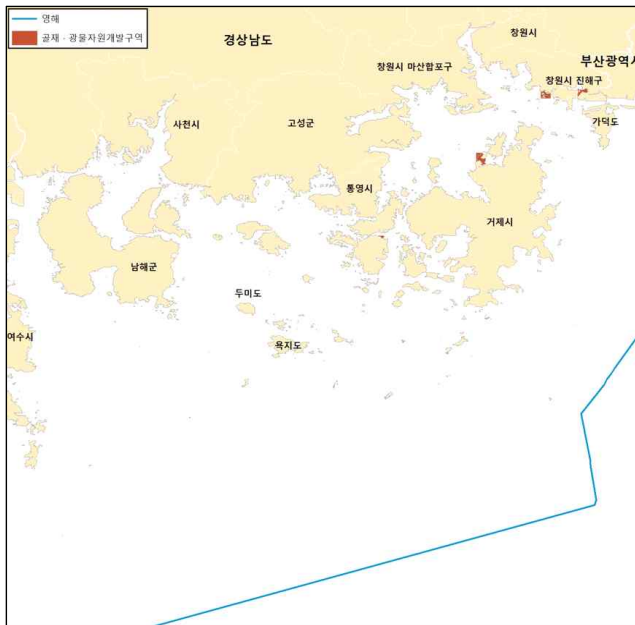 영해
골재 · 광물자원개발구역
경상남도
창원시
부산광역시
창원시 마산합포구
창원시 진해구
가덕도
사천시
고성군
통영시
거제시
남해군
두미도
여수시
욕지도